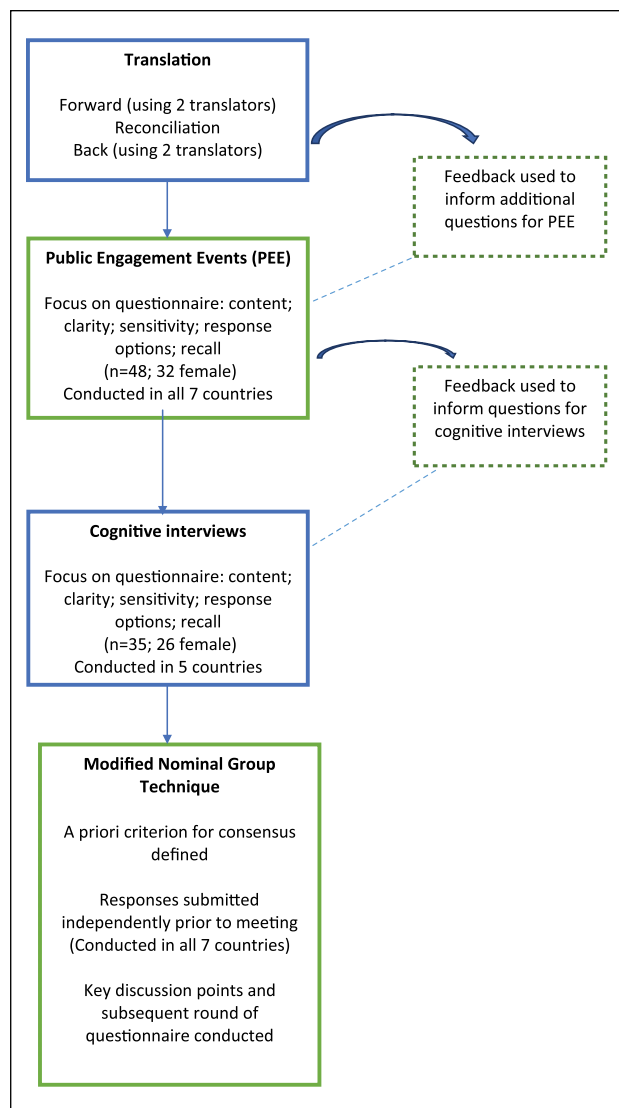 Translation
Forward (using 2 translators)
Reconciliation
Back (using 2 translators)
Feedback used to
inform additional
questions for PEE
Public Engagement Events (PEE)
Focus on questionnaire: content;
clarity; sensitivity; response
options; recall
(n=48; 32 female)
Conducted in all 7 countries
Feedback used to
inform questions for
cognitive interviews
Cognitive interviews
Focus on questionnaire: content;
clarity; sensitivity; response
options; recall
(n=35; 26 female)
Conducted in 5 countries
Modified Nominal Group
Technique
A priori criterion for consensus
defined
Responses submitted
independently prior to meeting
(Conducted in all 7 countries)
Key discussion points and
subsequent round of
questionnaire conducted